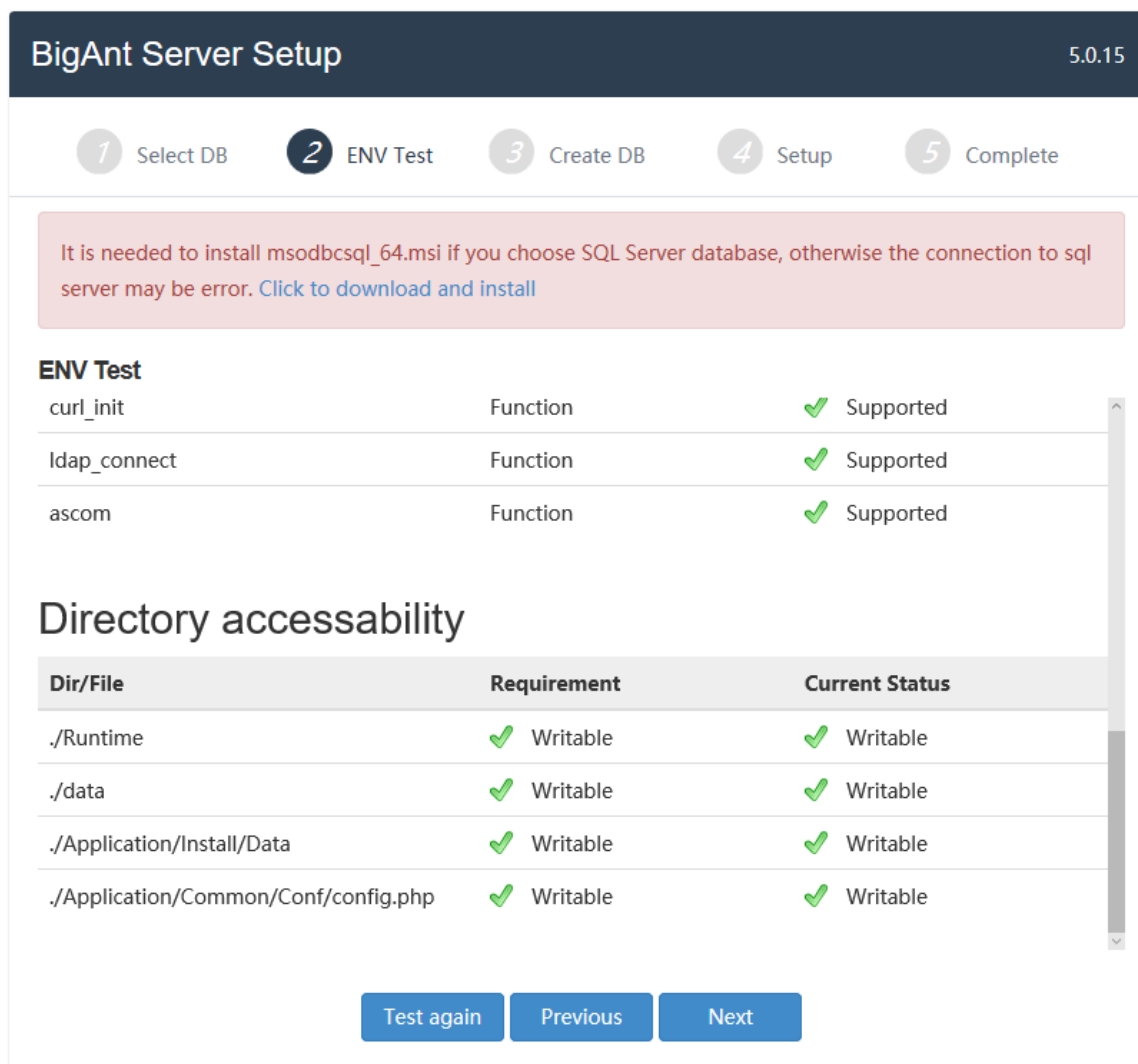 BigAnt Server Setup 5.0.15
1 Select DB 2 ENV Test 3 Create DB 4 Setup 5 Complete
It is needed to install msodbcsql_64.msi if you choose SQL Server database, otherwise the connection to sql
server may be error. Click to download and install
ENV Test
curl_init Function Supported
ldap_connect Function Supported
ascom Function Supported
Directory accessability
Dir/File Requirement Current Status
./Runtime Writable Writable
./data Writable Writable
./Application/Install/Data Writable Writable
./Application/Common/Conf/config.php Writable Writable
Test again Previous Next